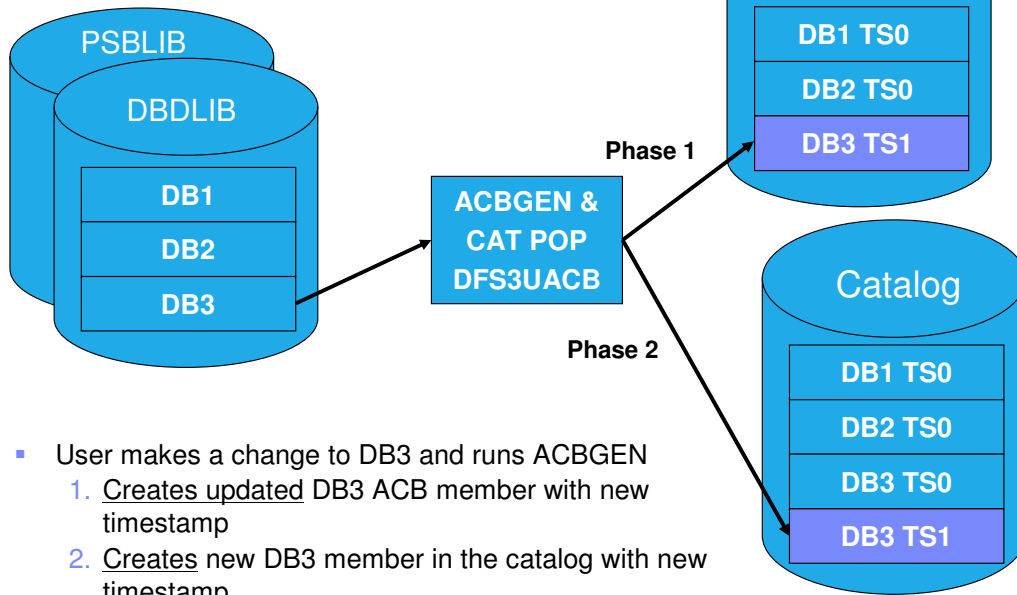 PSBLIB
DBDLIB
DB1
DB2
DB3
ACBGEN &
CAT POP
DFS3UACB
Phase 1
Phase 2
DB1 TS0
DB2 TS0
DB3 TS1
Catalog
DB1 TS0
DB2 TS0
DB3 TS0
DB3 TS1
▪ User makes a change to DB3 and runs ACBGEN
1. Creates updated DB3 ACB member with new
timestamp
2. Creates new DB3 member in the catalog with new
timestamp